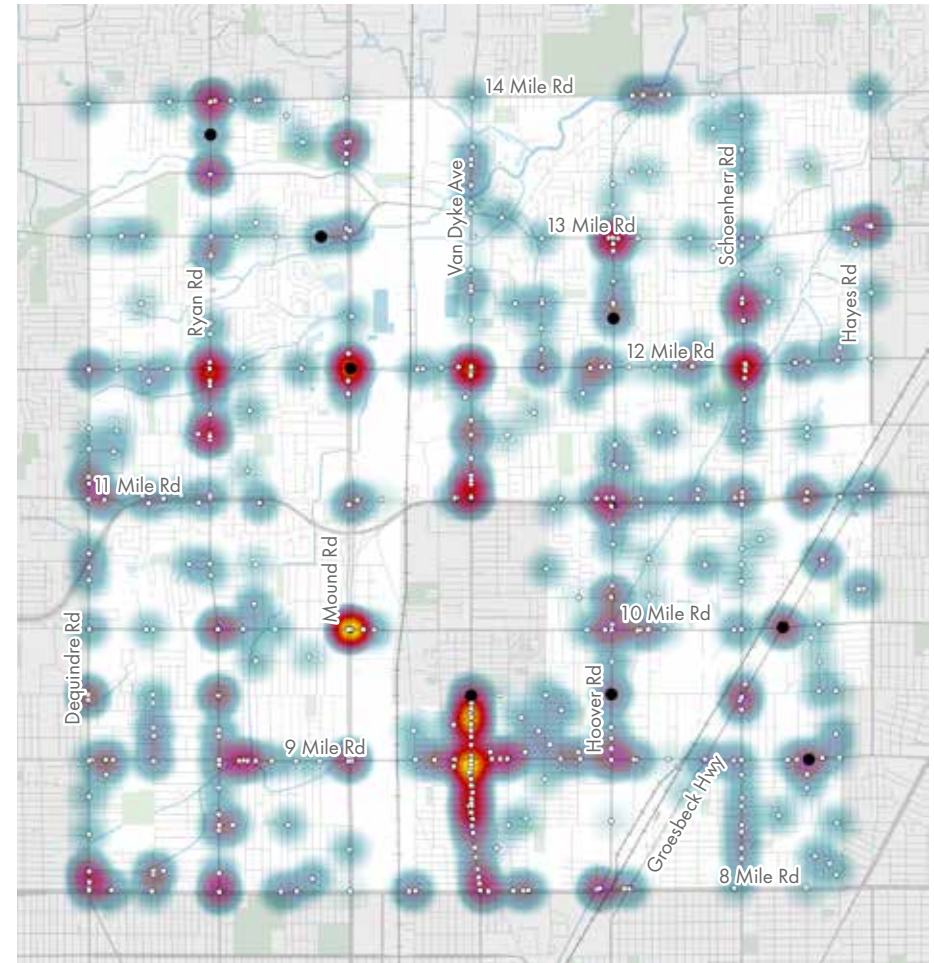 14 Mile Rd
Van Dyke Ave
Schoenherr Rd
13 Mile Rd
Ryan Rd
Hayes Rd
12 Mile Rd
11 Mile Rd
Mound Rd
Dequindre Rd
10 Mile Rd
Hoover Rd
9 Mile Rd
Groesbeck Hwy
8 Mile Rd